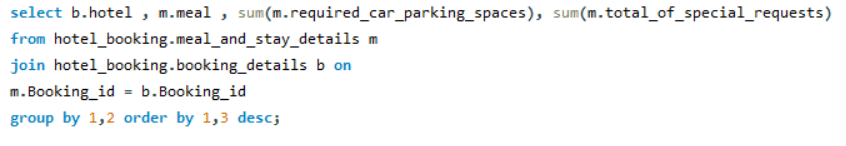 select b.hotel , m.meal , sum(m.required_car_parking_spaces), sum(m.total_of_special_requests)
from hotel_booking.meal_and_stay_details m
join hotel_booking.booking_details b on
m.Booking_id = b.Booking_id
group by 1,2 order by 1,3 desc;